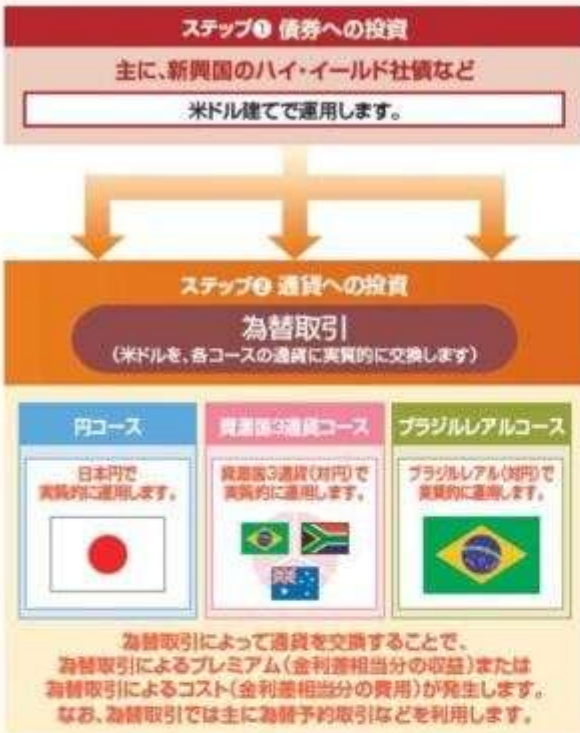 ステップ❶ 債券への投資
主に、新興国のハイ・イールド社債など
米ドル建てで運用します。
ステップ❷ 通貨への投資
為替取引
(米ドルを、各コースの通貨に実質的に交換します)
円コース
資源国3通貨コース
ブラジルレアルコース
日本円で
実質的に運用します。
資源国3通貨(対円)で
実質的に運用します。
ブラジルレアル(対円)で
実質的に運用します。
為替取引によって通貨を交換することで、
為替取引によるプレミアム(金利差相当分の収益)または
為替取引によるコスト(金利差相当分の費用)が発生します。
なお、為替取引では主に為替予約取引などを利用します。